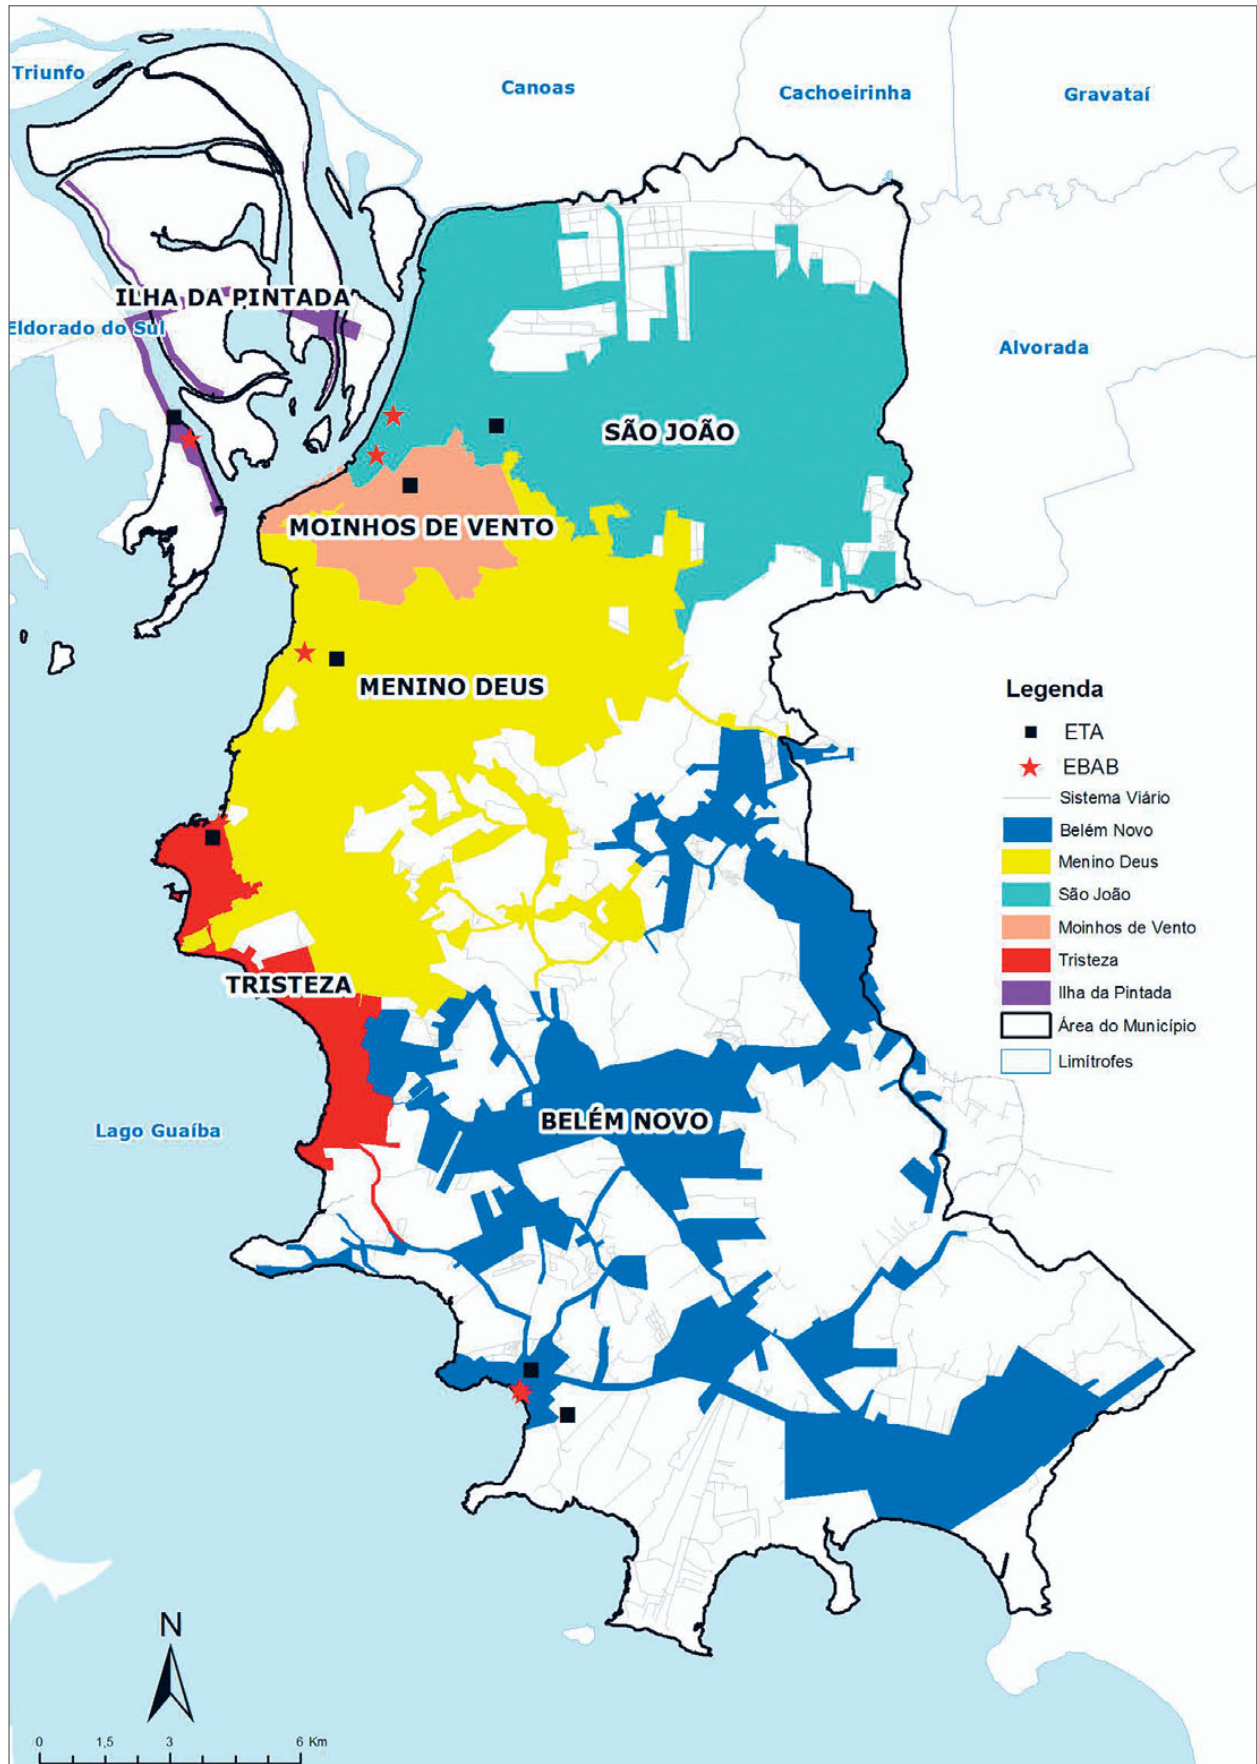 Triunfo
Canoas
Cachoeirinha
Gravataí
ILHA DA PINTADA
Eldorado do Sul
Alvorada
SÃO JOÃO
MOINHOS DE VENTO
MENINO DEUS
TRISTEZA
BELÉM NOVO
Lago Guaíba
Legenda
ETA
EBAB
Sistema Viário
Belém Novo
Menino Deus
São João
Moinhos de Vento
Tristeza
Ilha da Pintada
Área do Município
Limítrofes
N
0 1,5 3 6 Km